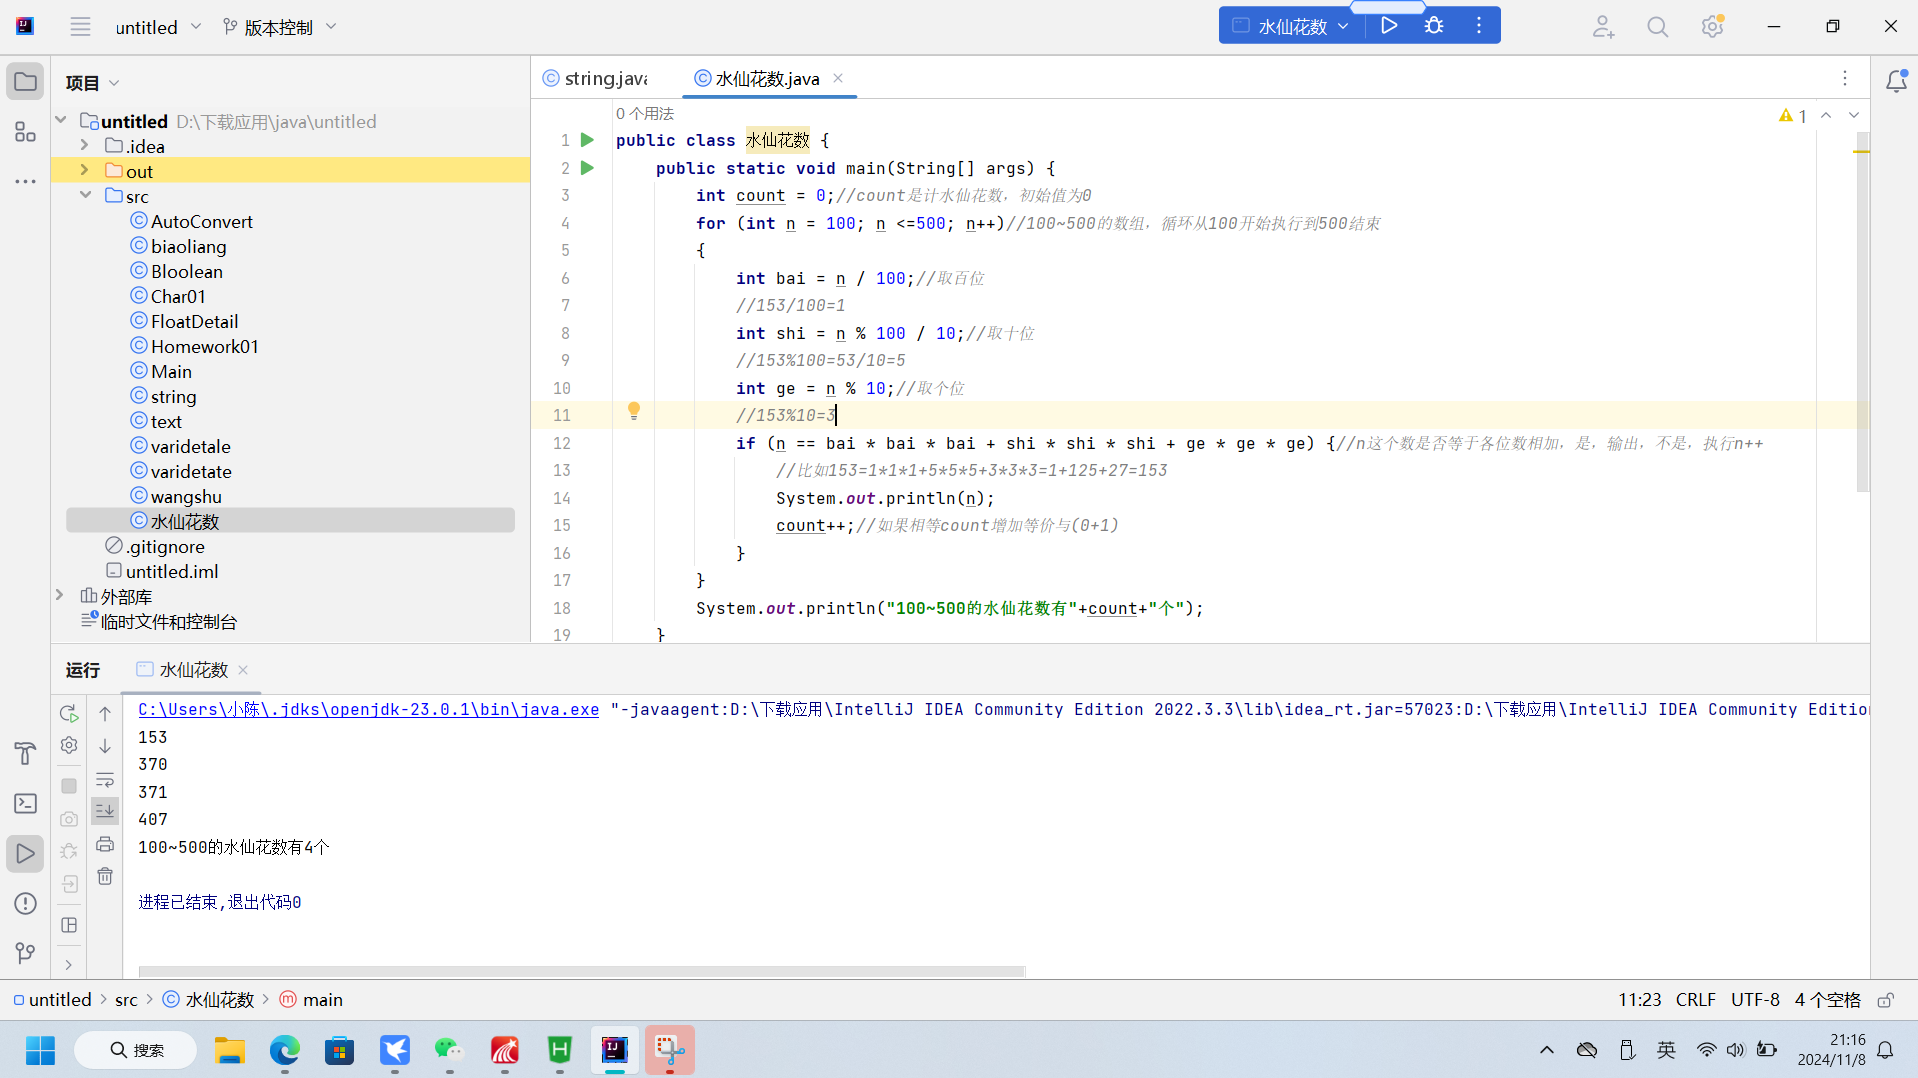 untitled
版本控制
水仙花数
项目
string.java
水仙花数.java
untitled D:\下载应用\java\untitled
.idea
out
src
AutoConvert
biaoliang
Bloolean
Char01
FloatDetail
Homework01
Main
string
text
varidetale
varidetate
wangshu
水仙花数
.gitignore
untitled.iml
外部库
临时文件和控制台
0 个用法
1
1 public class 水仙花数 {
2 public static void main(String[] args) {
3 int count = 0;//count是计水仙花数，初始值为0
4 for (int n = 100; n <=500; n++)//100~500的数组，循环从100开始执行到500结束
5 {
6 int bai = n / 100;//取百位
7 //153/100=1
8 int shi = n % 100 / 10;//取十位
9 //153%100=53/10=5
10 int ge = n % 10;//取个位
11 //153%10=3
12 if (n == bai * bai * bai + shi * shi * shi + ge * ge * ge) {//n这个数是否等于各位数相加，是，输出，不是，执行n++
13 //比如153=1*1*1+5*5*5+3*3*3=1+125+27=153
14 System.out.println(n);
15 count++;//如果相等count增加等价与(0+1)
16 }
17 }
18 System.out.println("100~500的水仙花数有"+count+"个");
19 }
运行 水仙花数
C:\Users\小陈\.jdks\openjdk-23.0.1\bin\java.exe "-javaagent:D:\下载应用\IntelliJ IDEA Community Edition 2022.3.3\lib\idea_rt.jar=57023:D:\下载应用\IntelliJ IDEA Community Edition
153
370
371
407
100~500的水仙花数有4个
进程已结束,退出代码0
untitled > src > 水仙花数 > main
11:23 CRLF UTF-8 4 个空格
搜索
英
21:16
2024/11/8